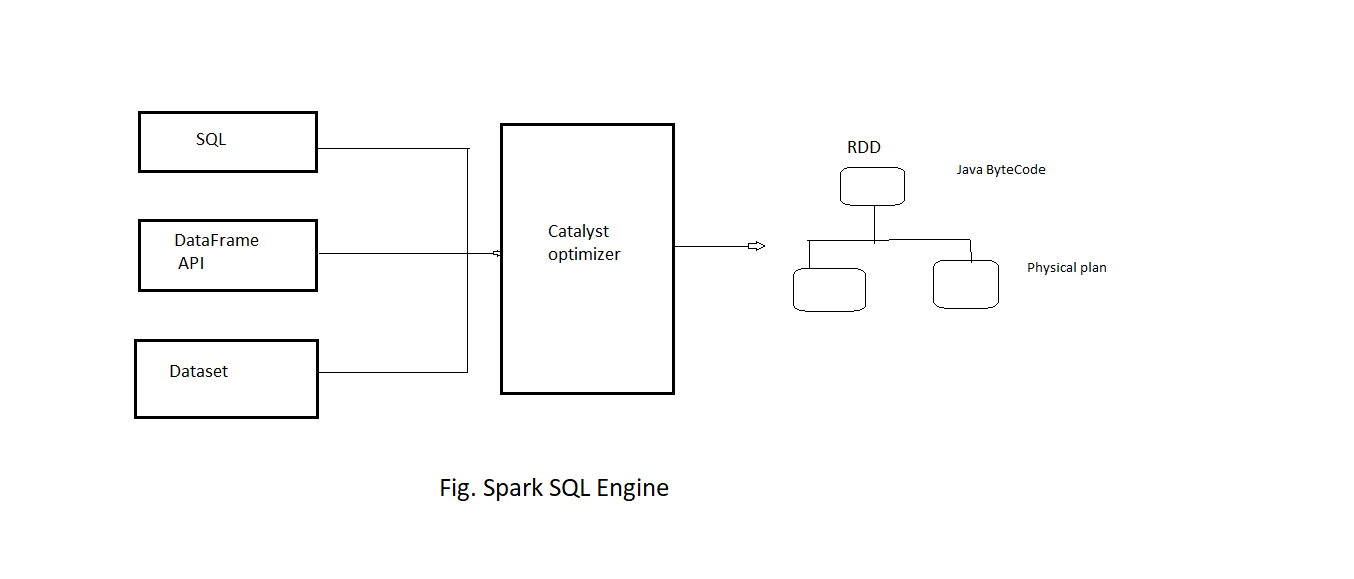 SQL
DataFrame
API
Dataset
Catalyst
optimizer
RDD
Java ByteCode
Physical plan
Fig. Spark SQL Engine